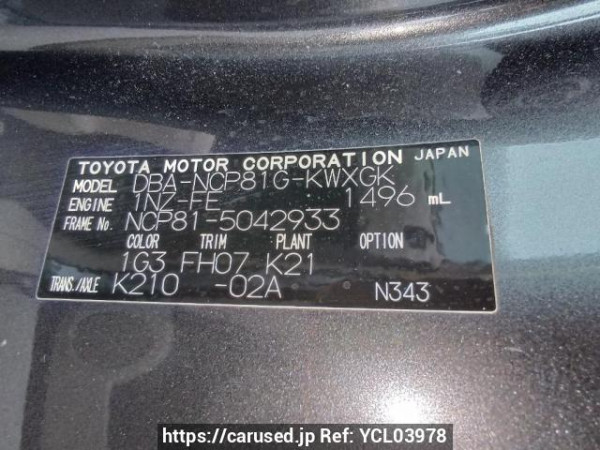 TOYOTA MOTOR CORPORATION JAPAN
MODEL DBA-NCP81G-KWXGK
ENGINE 1NZ-FE 1496 mL
FRAME No. NCP81-5042933
COLOR TRIM PLANT OPTION
1G3 FH07 K21
TRANS./AXLE K210 -02A N343
https://carused.jp Ref: YCL03978